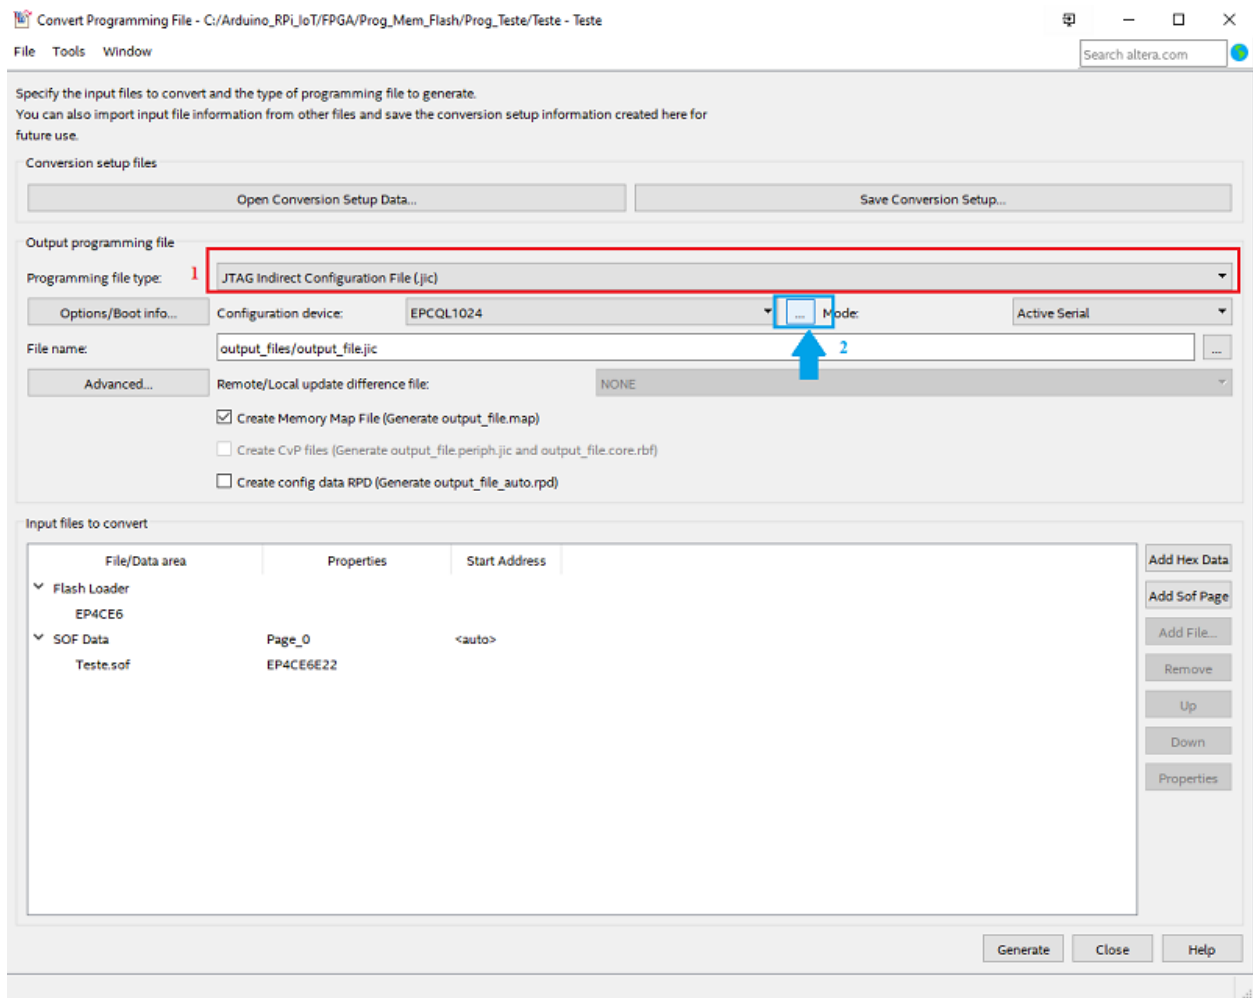 Convert Programming File - C:/Arduino_RPi_IoT/FPGA/Prog_Mem_Flash/Prog_Teste/Teste - Teste
File Tools Window
Search altera.com
Specify the input files to convert and the type of programming file to generate.
You can also import input file information from other files and save the conversion setup information created here for
future use.
Conversion setup files
Open Conversion Setup Data...
Save Conversion Setup...
Output programming file
Programming file type: 1 JTAG Indirect Configuration File (.jic)
Options/Boot info... Configuration device: EPCQL1024 ... Mode: Active Serial
2
File name: output_files/output_file.jic ...
Advanced... Remote/Local update difference file: NONE
Create Memory Map File (Generate output_file.map)
Create CvP files (Generate output_file.periph.jic and output_file.core.rbf)
Create config data RPD (Generate output_file_auto.rpd)
Input files to convert
File/Data area Properties Start Address
Flash Loader
EP4CE6
SOF Data Page_0 <auto>
Teste.sof EP4CE6E22
Add Hex Data
Add Sof Page
Add File...
Remove
Up
Down
Properties
Generate Close Help